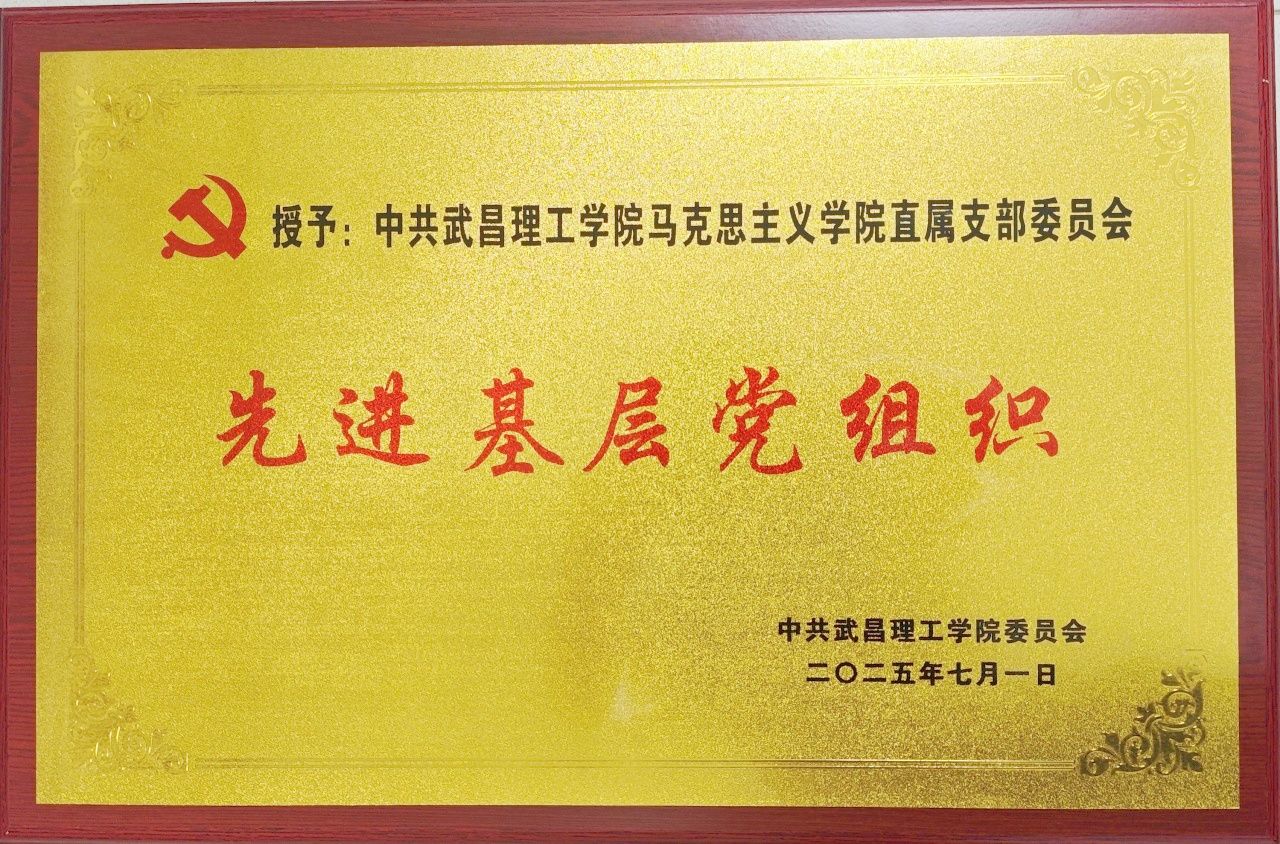 授予：中共武昌理工学院马克思主义学院直属支部委员会
先进基层党组织
中共武昌理工学院委员会
二〇二五年七月一日